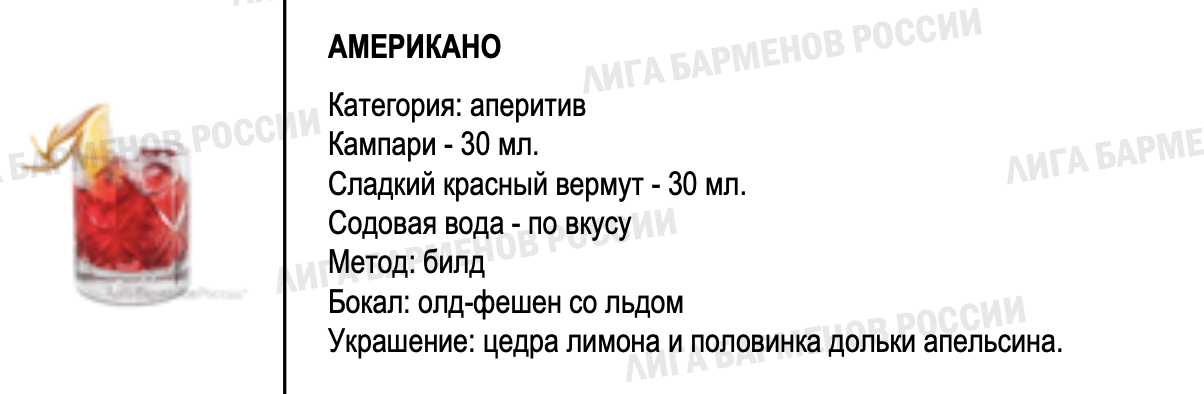 АМЕРИКАНО
Категория: аперитив
Кампари - 30 мл.
Сладкий красный вермут - 30 мл.
Содовая вода - по вкусу
Метод: билд
Бокал: олд-фешен со льдом
Украшение: цедра лимона и половинка дольки апельсина.
ЛИГА БАРМЕНОВ РОССИИ
БАРМЕНОВ РОССИИ
ЛИГА БАРМЕ
ЛИГА БАРМЕНОВ РОССИИ
ЛИГА БАРМЕНОВ РОССИИ